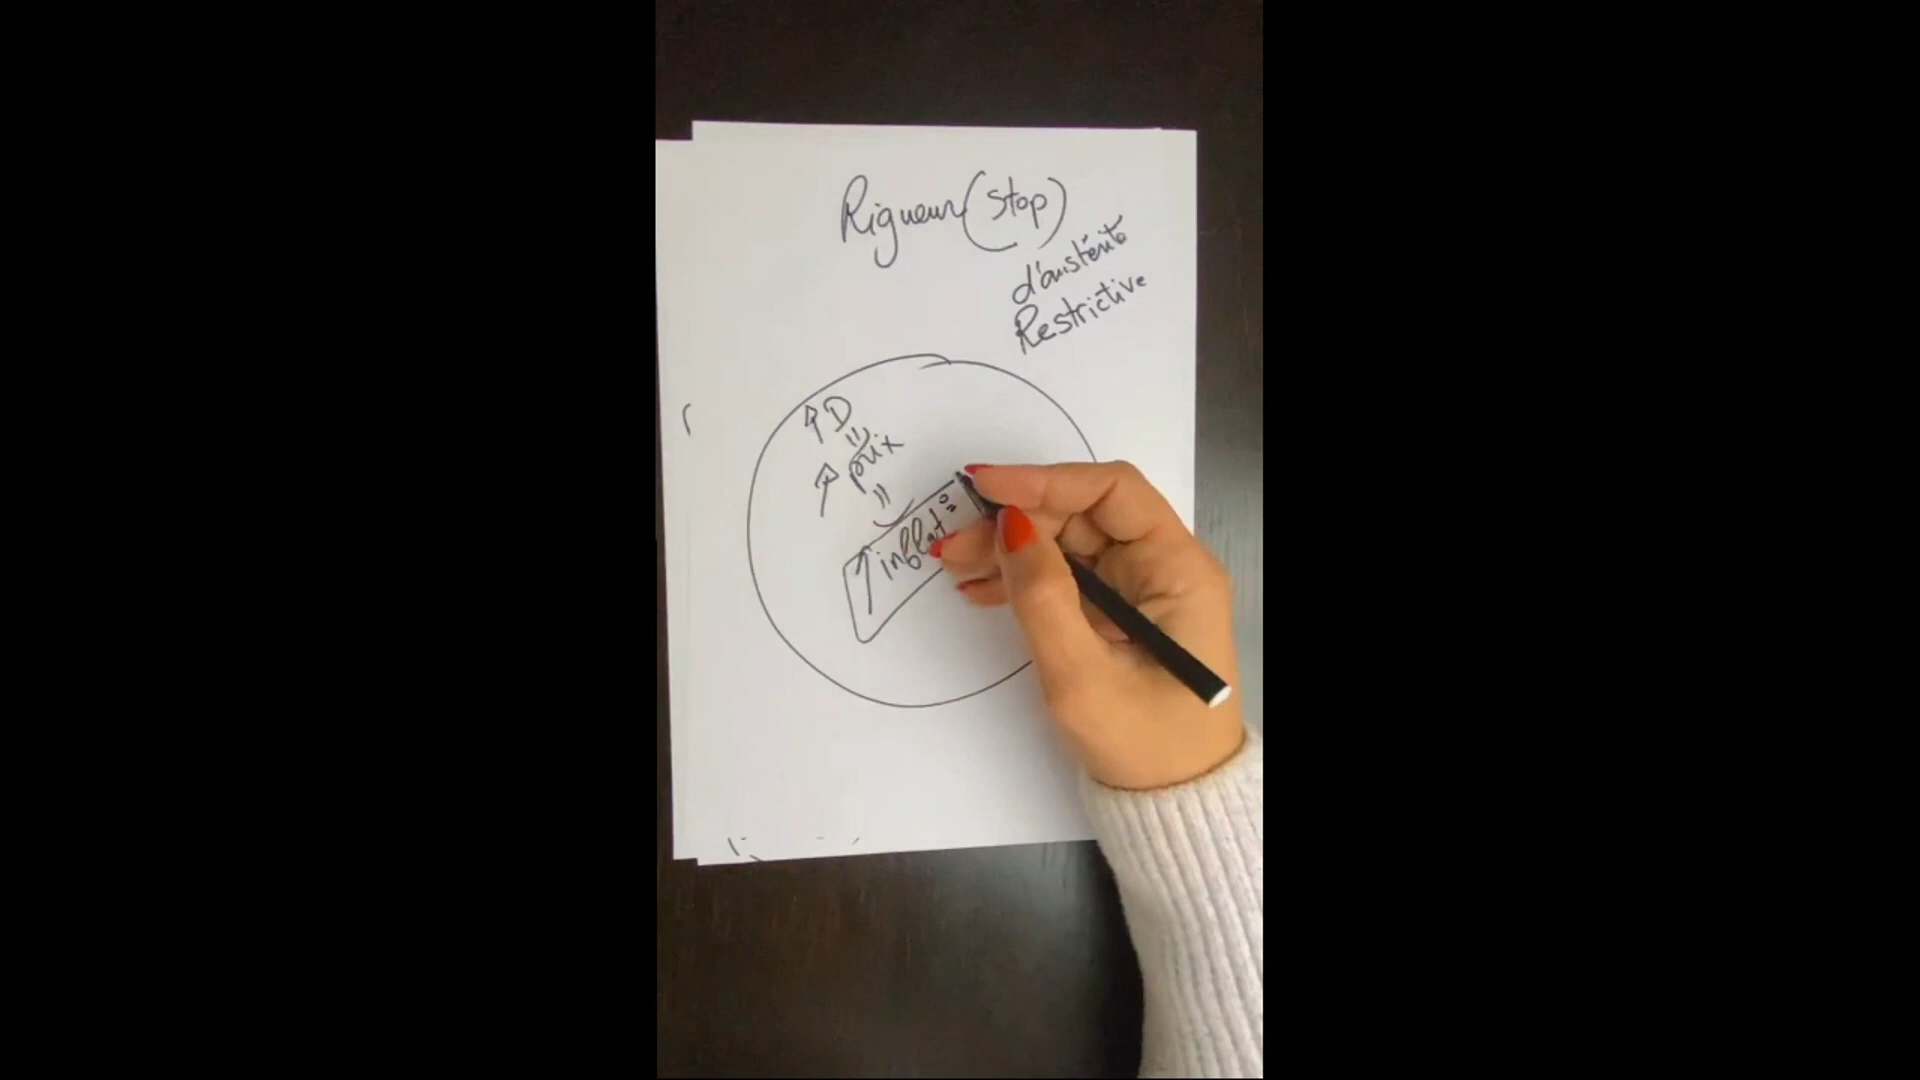 Rigueur (Stop)
d'austérité
Restrictive
↑ D
↑ prix
↑ inflat°